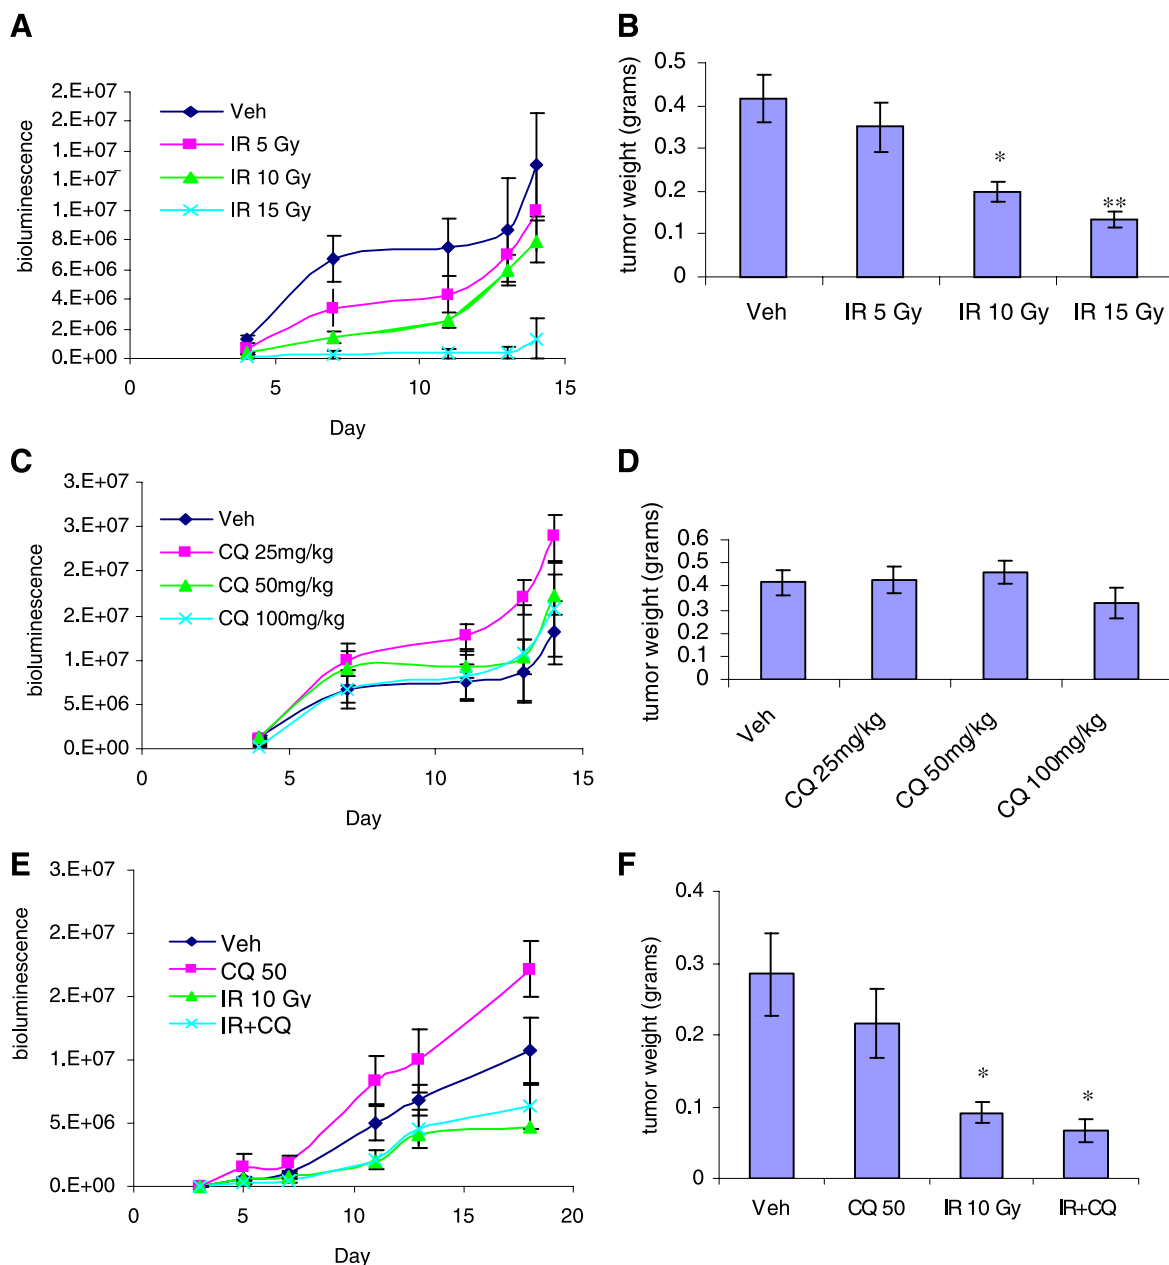 A
bioluminescence
2.E+07
2.E+07
1.E+07
1.E+07
1.E+07
8.E+06
6.E+06
4.E+06
2.E+06
0.E+00
Veh
IR 5 Gy
IR 10 Gy
IR 15 Gy
0
5
10
15
Day
B
tumor weight (grams)
0.5
0.4
0.3
0.2
0.1
0
*
**
Veh
IR 5 Gy
IR 10 Gy
IR 15 Gy
C
bioluminescence
3.E+07
3.E+07
2.E+07
2.E+07
1.E+07
5.E+06
0.E+00
Veh
CQ 25mg/kg
CQ 50mg/kg
CQ 100mg/kg
0
5
10
15
Day
D
tumor weight (grams)
0.6
0.5
0.4
0.3
0.2
0.1
0
Veh
CQ 25mg/kg
CQ 50mg/kg
CQ 100mg/kg
E
bioluminescence
3.E+07
2.E+07
2.E+07
1.E+07
5.E+06
0.E+00
Veh
CQ 50
IR 10 Gy
IR+CQ
0
5
10
15
20
Day
F
tumor weight (grams)
0.4
0.3
0.2
0.1
0
*
*
Veh
CQ 50
IR 10 Gy
IR+CQ